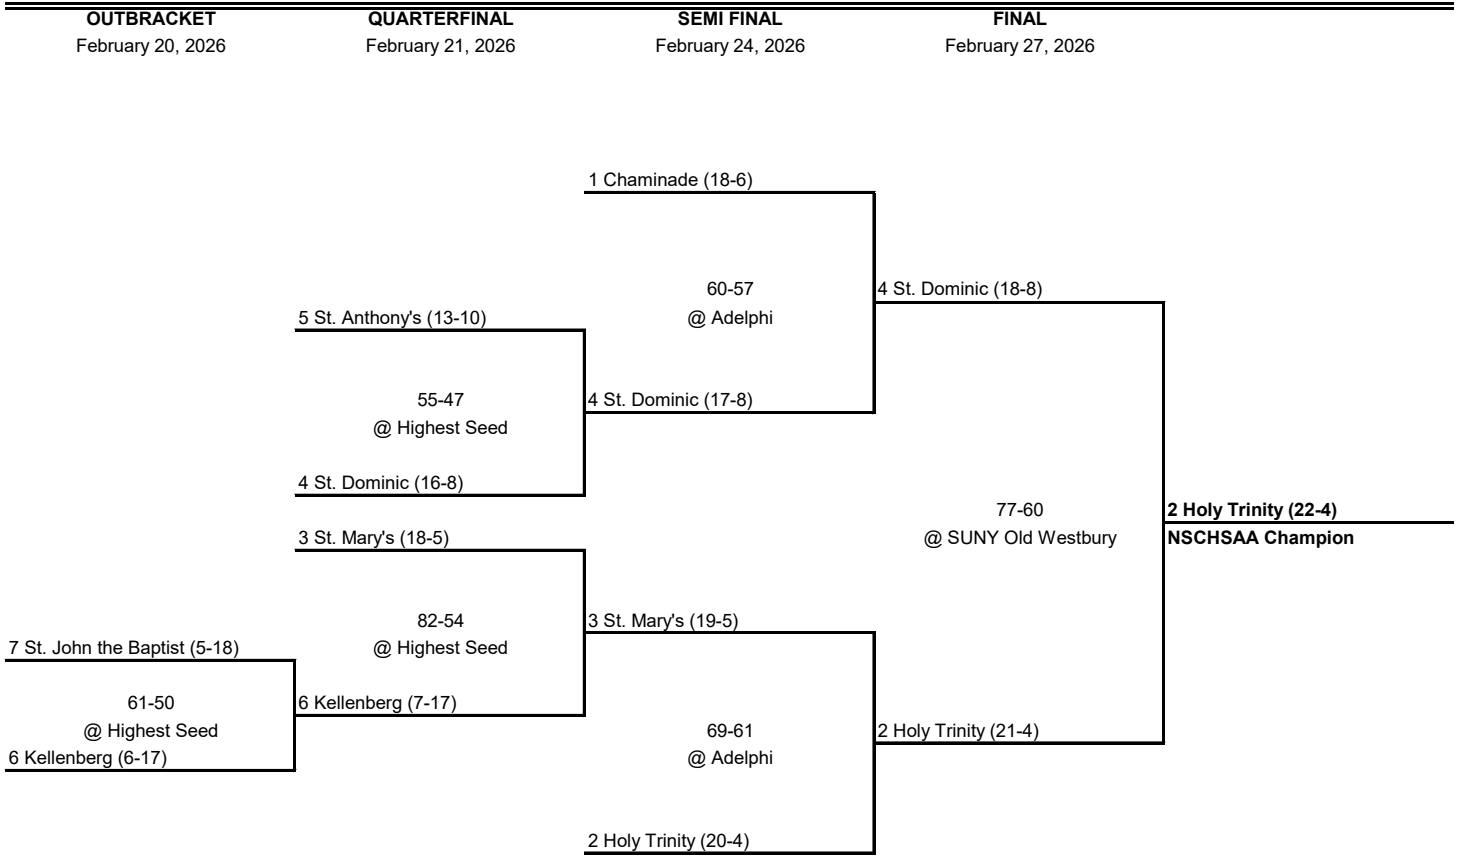 OUTBRACKET
February 20, 2026
QUARTERFINAL
February 21, 2026
SEMI FINAL
February 24, 2026
FINAL
February 27, 2026
7 St. John the Baptist (5-18)
61-50
@ Highest Seed
6 Kellenberg (6-17)
5 St. Anthony's (13-10)
55-47
@ Highest Seed
4 St. Dominic (16-8)
3 St. Mary's (18-5)
82-54
@ Highest Seed
6 Kellenberg (7-17)
1 Chaminade (18-6)
60-57
@ Adelphi
4 St. Dominic (17-8)
3 St. Mary's (19-5)
69-61
@ Adelphi
2 Holy Trinity (20-4)
4 St. Dominic (18-8)
77-60
@ SUNY Old Westbury
2 Holy Trinity (21-4)
2 Holy Trinity (22-4)
NSCHSAA Champion